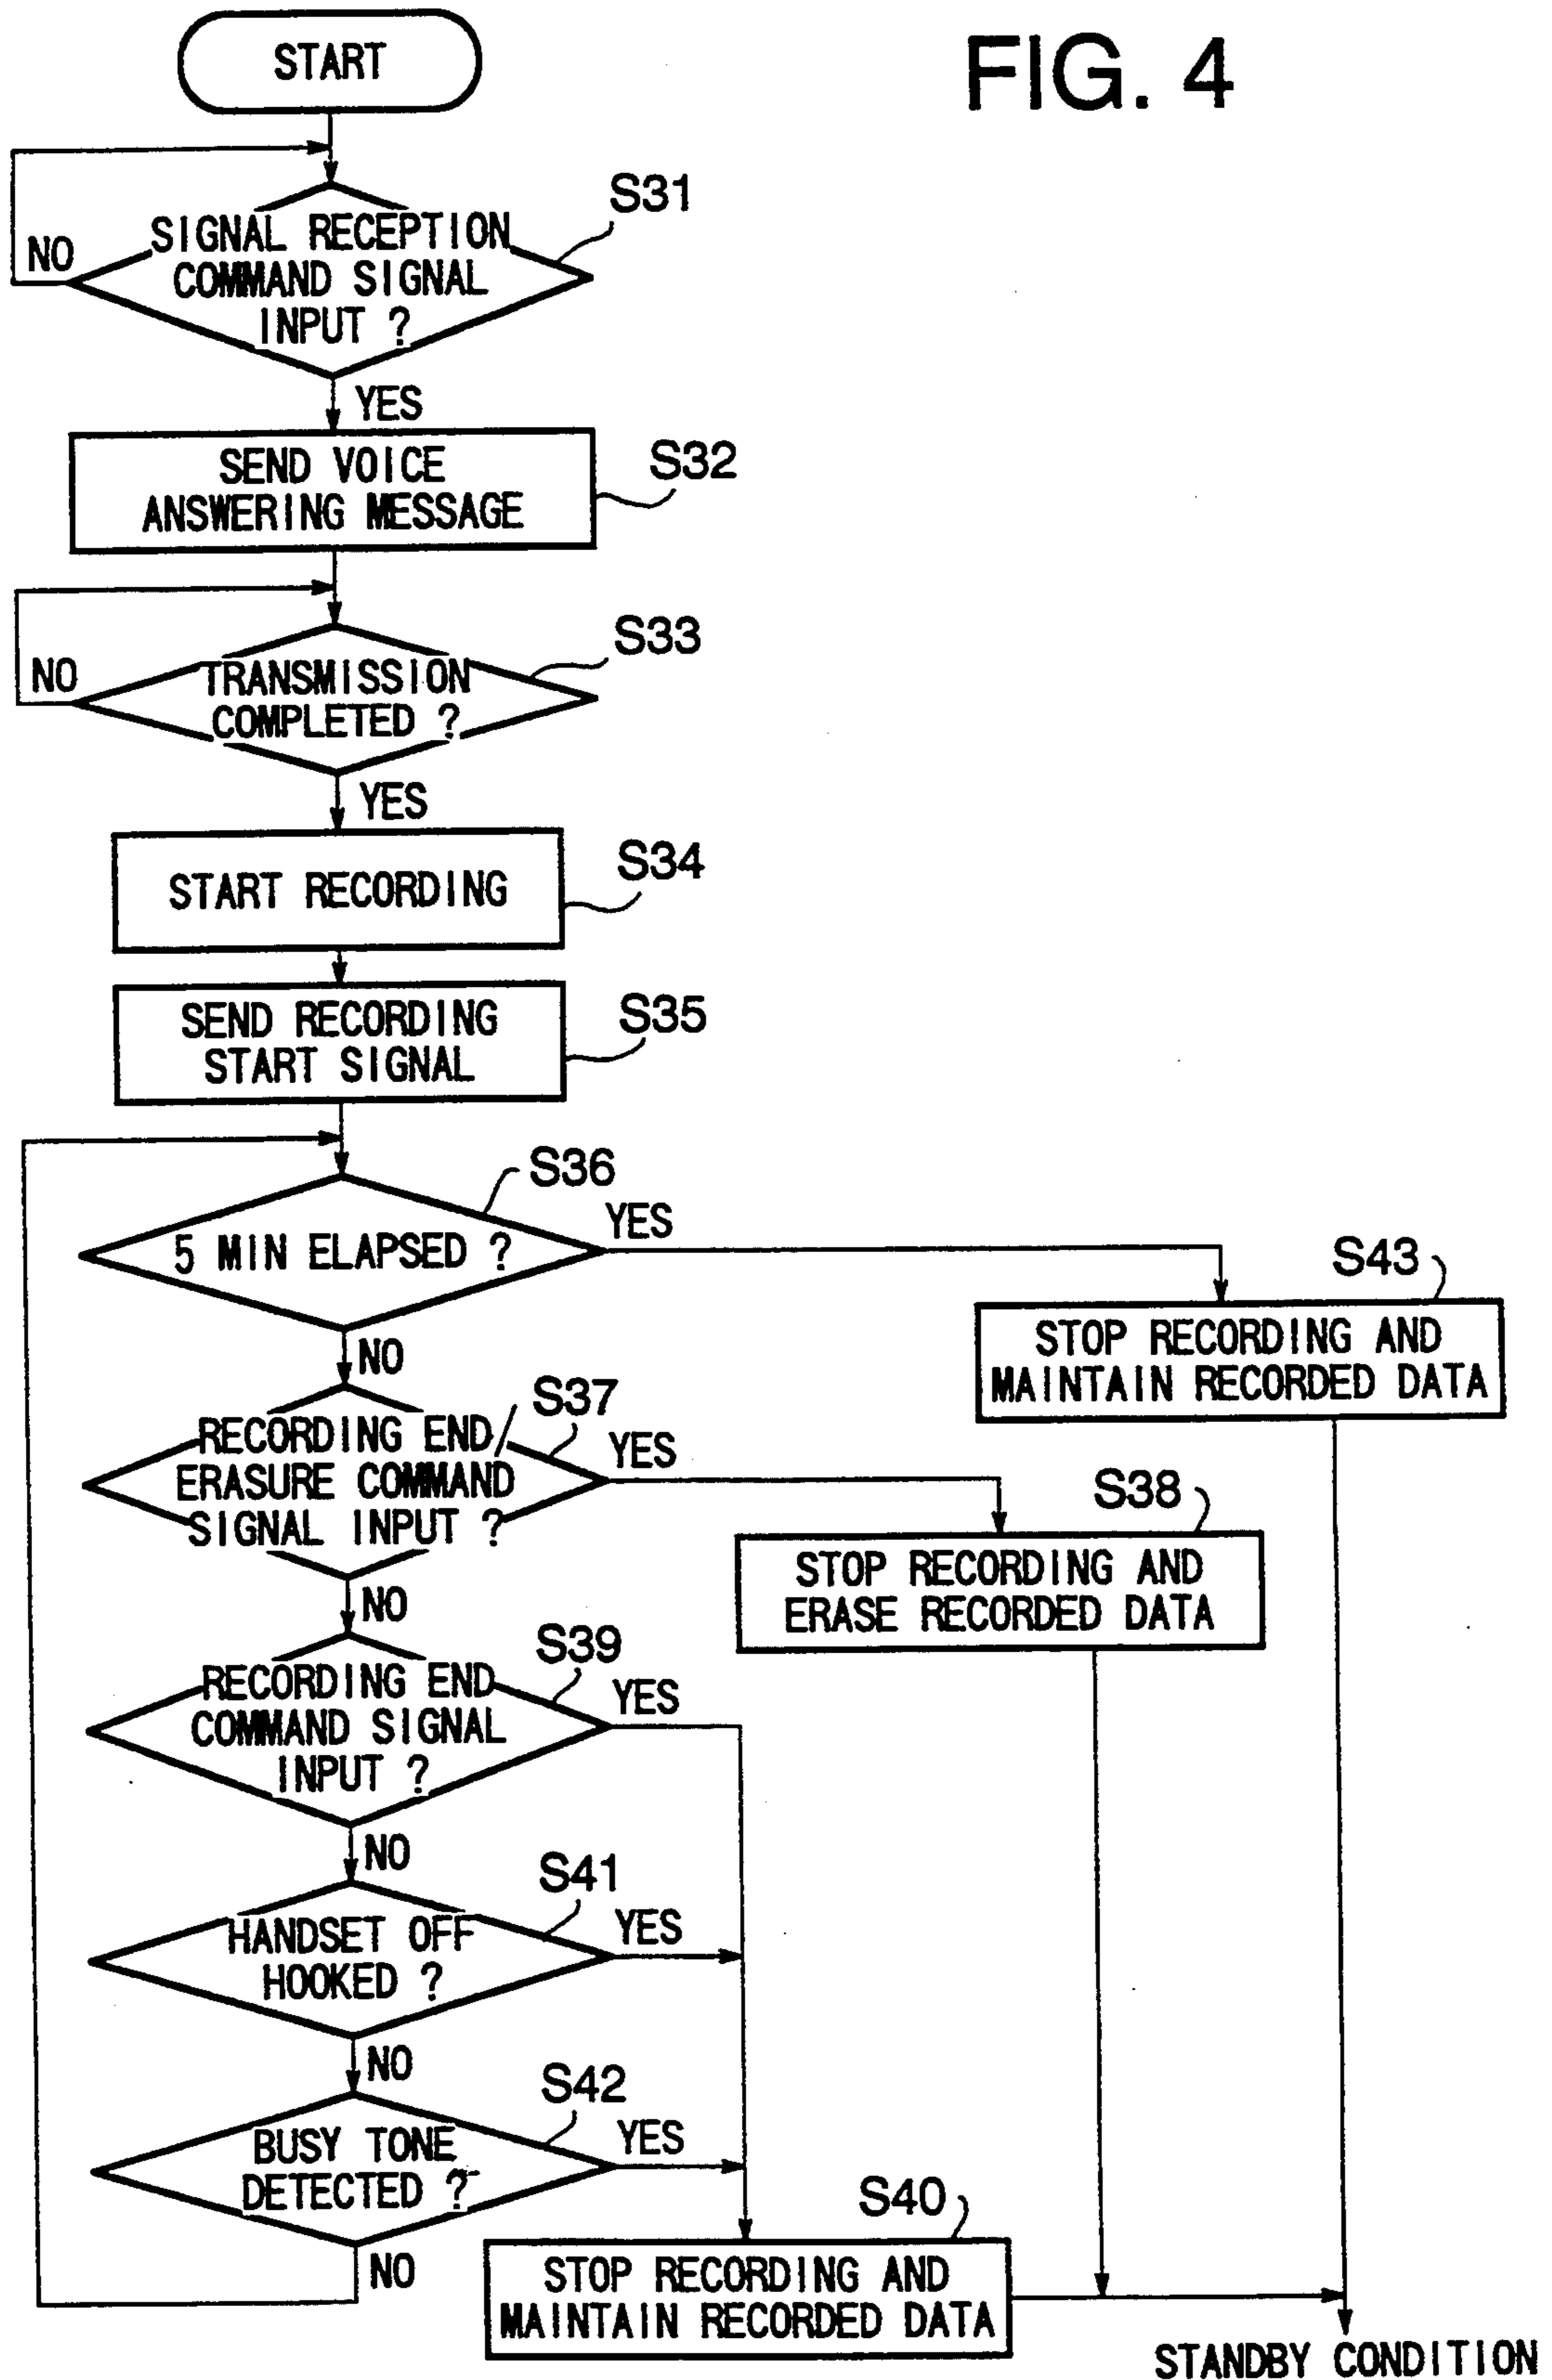 FIG. 4
START
S31
SIGNAL RECEPTION
COMMAND SIGNAL
INPUT ?
NO
YES
S32
SEND VOICE
ANSWERING MESSAGE
S33
TRANSMISSION
COMPLETED ?
NO
YES
S34
START RECORDING
S35
SEND RECORDING
START SIGNAL
S36
5 MIN ELAPSED ?
YES
NO
S43
STOP RECORDING AND
MAINTAIN RECORDED DATA
S37
RECORDING END/
ERASURE COMMAND
SIGNAL INPUT ?
YES
NO
S38
STOP RECORDING AND
ERASE RECORDED DATA
S39
RECORDING END
COMMAND SIGNAL
INPUT ?
YES
NO
S41
HANDSET OFF
HOOKED ?
YES
NO
S42
BUSY TONE
DETECTED ?
YES
NO
S40
STOP RECORDING AND
MAINTAIN RECORDED DATA
STANDBY CONDITION